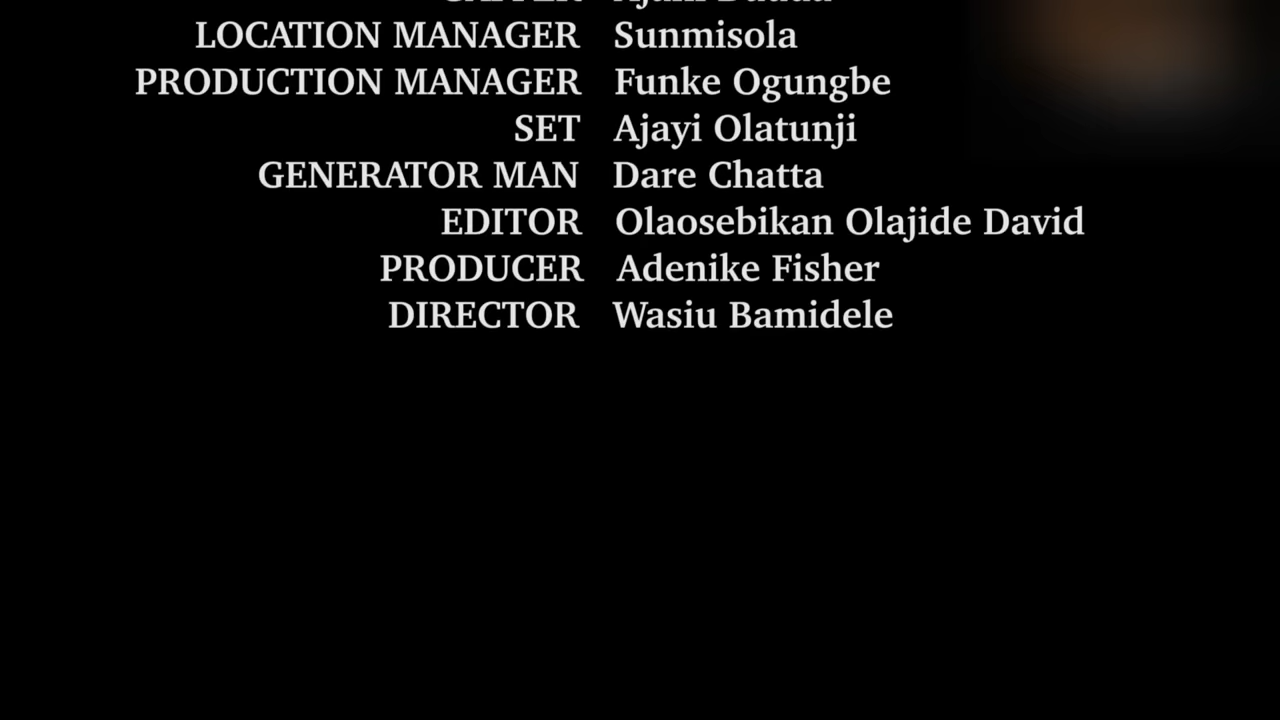 LOCATION MANAGER Sunmisola
PRODUCTION MANAGER Funke Ogungbe
SET Ajayi Olatunji
GENERATOR MAN Dare Chatta
EDITOR Olaosebikan Olajide David
PRODUCER Adenike Fisher
DIRECTOR Wasiu Bamidele